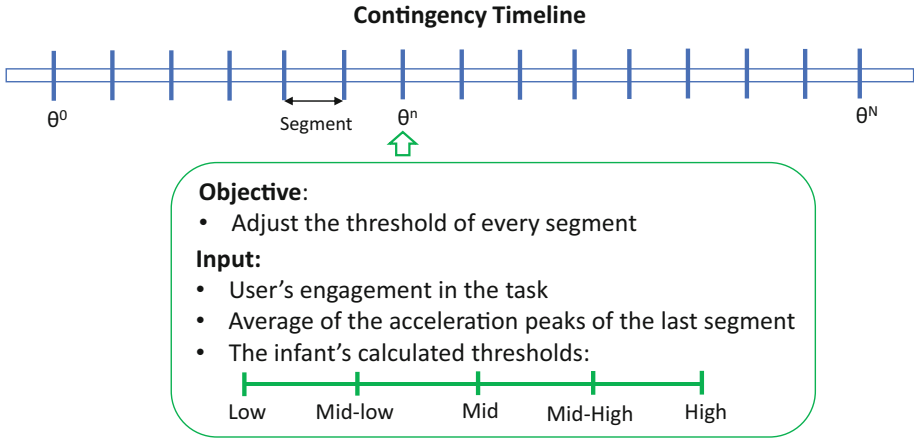 Contingency Timeline
θ⁰
Segment
θⁿ
θᴺ
Objective:
• Adjust the threshold of every segment
Input:
• User's engagement in the task
• Average of the acceleration peaks of the last segment
• The infant's calculated thresholds:
Low Mid-low Mid Mid-High High